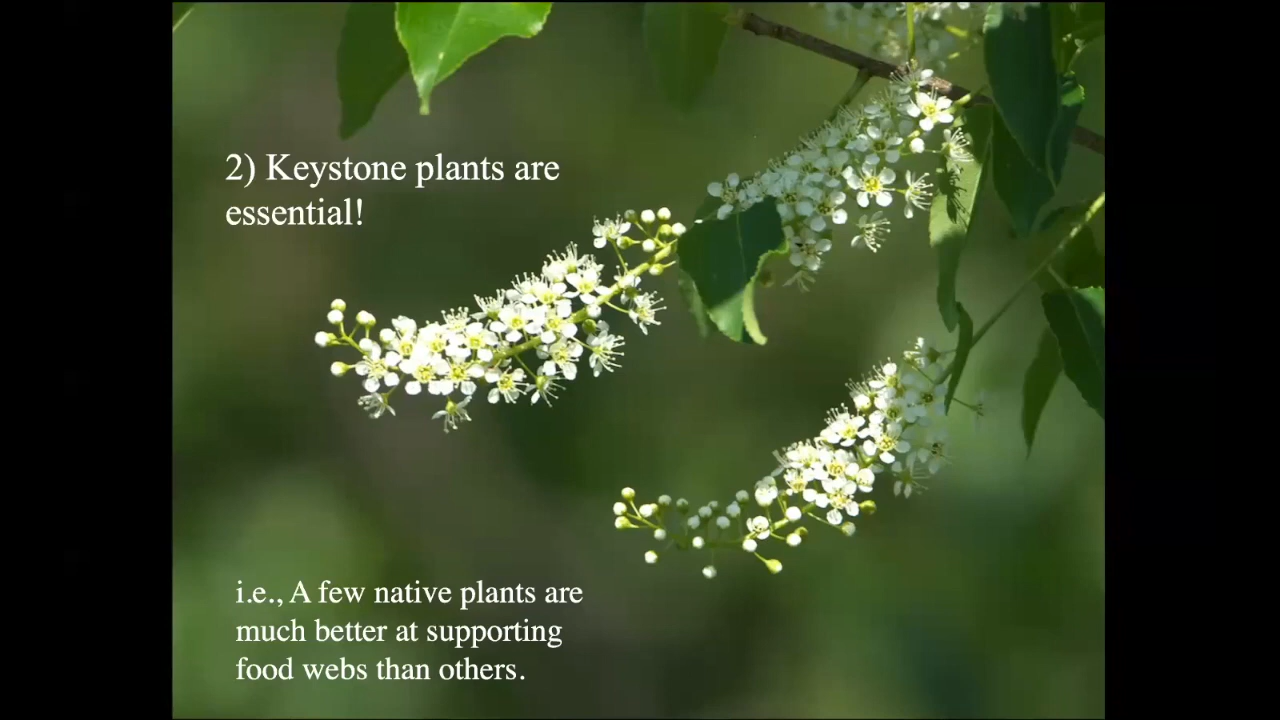 2) Keystone plants are
essential!
i.e., A few native plants are
much better at supporting
food webs than others.